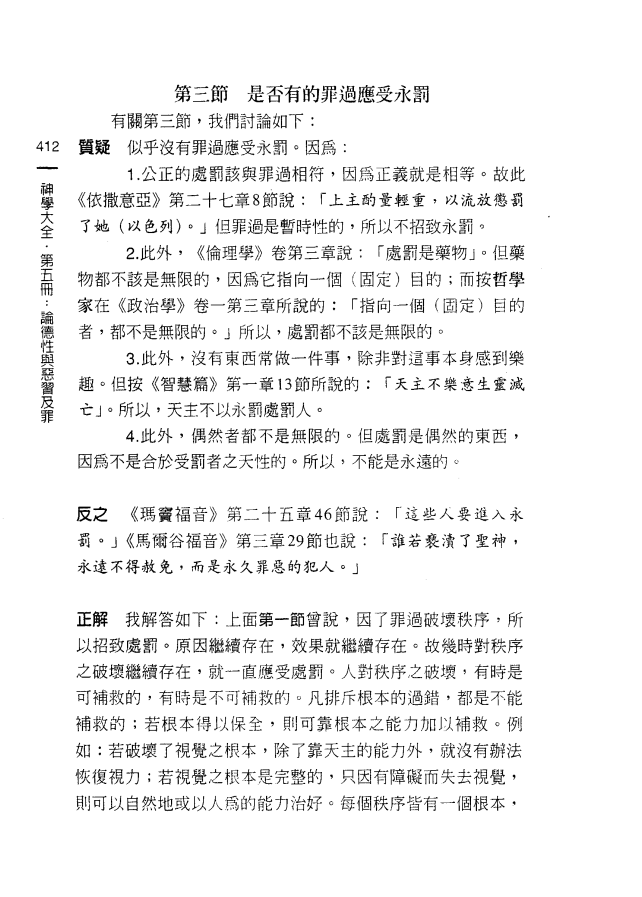 第三節　是否有的罪過應受永罰
有關第三節，我們討論如下：
412
神學大全．第五冊：論德性與惡習及罪
質疑　似乎沒有罪過應受永罰。因為：
1.公正的處罰該與罪過相符，因為正義就是相等。故此
《依撒意亞》第二十七章8節說：「上主酌量輕重，以流放懲罰
了她（以色列）。」但罪過是暫時性的，所以不招致永罰。
2.此外，《倫理學》卷第三章說：「處罰是藥物」。但藥
物都不該是無限的，因為它指向一個（固定）目的；而按哲學
家在《政治學》卷一第三章所說的：「指向一個（固定）目的
者，都不是無限的。」所以，處罰都不該是無限的。
3.此外，沒有東西常做一件事，除非對這事本身感到樂
趣。但按《智慧篇》第一章13節所說的：「天主不樂意生靈滅
亡」。所以，天主不以永罰處罰人。
4.此外，偶然者都不是無限的。但處罰是偶然的東西，
因為不是合於受罰者之天性的。所以，不能是永遠的。
反之　《瑪竇福音》第二十五章46節說：「這些人要進入永
罰。」《馬爾谷福音》第三章29節也說：「誰若褻瀆了聖神，
永遠不得赦免，而是永久罪惡的犯人。」
正解　我解答如下：上面第一節曾說，因了罪過破壞秩序，所
以招致處罰。原因繼續存在，效果就繼續存在。故幾時對秩序
之破壞繼續存在，就一直應受處罰。人對秩序之破壞，有時是
可補救的，有時是不可補救的。凡排斥根本的過錯，都是不能
補救的；若根本得以保全，則可靠根本之能力加以補救。例
如：若破壞了視覺之根本，除了靠天主的能力外，就沒有辦法
恢復視力；若視覺之根本是完整的，只因有障礙而失去視覺，
則可以自然地或以人為的能力治好。每個秩序皆有一個根本，